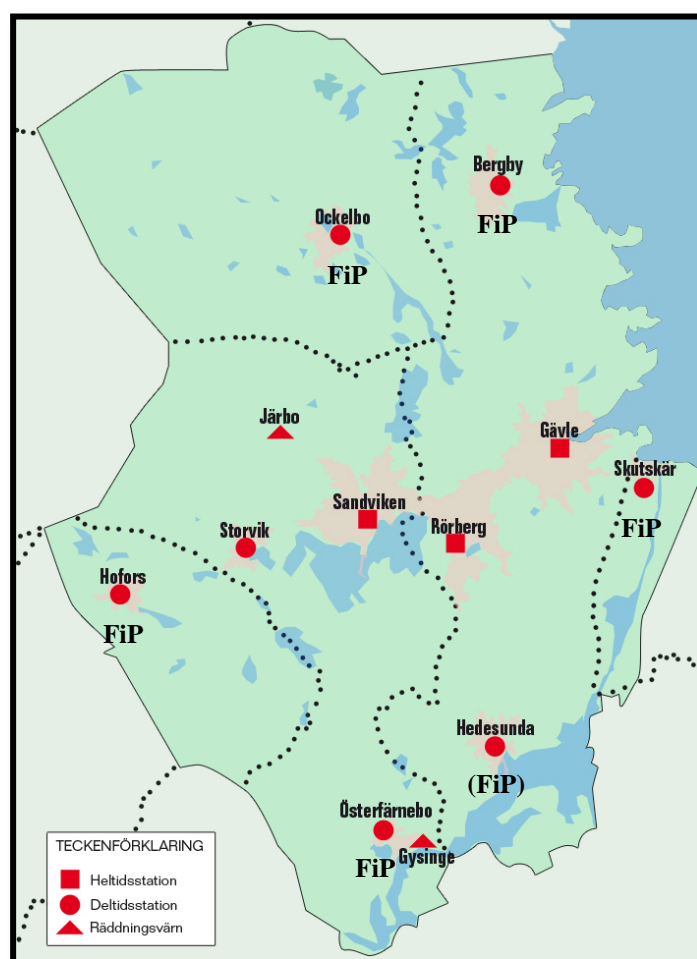 Bergby
FiP
Ockelbo
FiP
Järbo
Gävle
Skutskär
FiP
Sandviken
Rörberg
Storvik
Hofors
FiP
Hedesunda
(FiP)
Österfärnebo
FiP
Gysinge
TECKENFÖRKLARING
Heltidsstation
Deltidsstation
Räddningsvärn